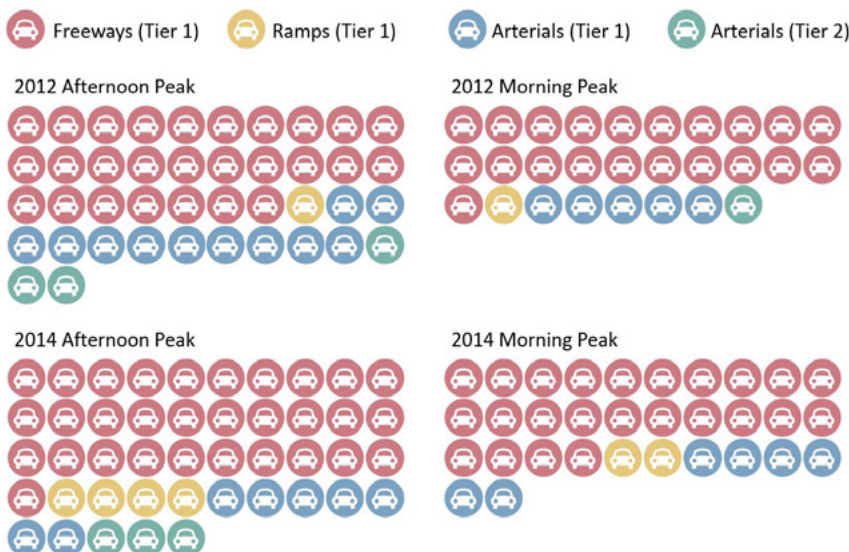 Freeways (Tier 1) Ramps (Tier 1) Arterials (Tier 1) Arterials (Tier 2)
2012 Afternoon Peak
2012 Morning Peak
2014 Afternoon Peak
2014 Morning Peak